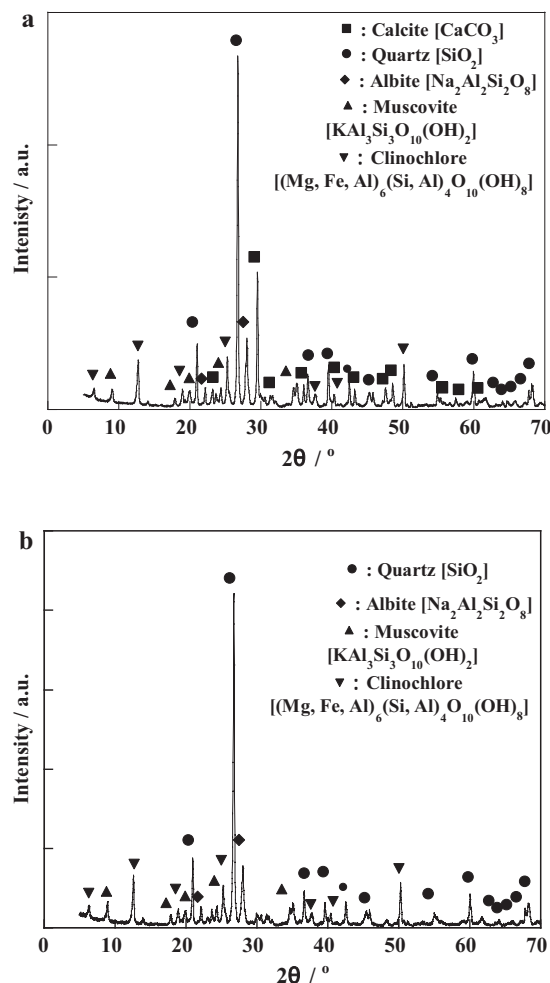 a
■ : Calcite [CaCO₃]
● : Quartz [SiO₂]
◆ : Albite [Na₂Al₂Si₂O₈]
▲ : Muscovite
[KAl₃Si₃O₁₀(OH)₂]
▼ : Clinochlore
[(Mg, Fe, Al)₆(Si, Al)₄O₁₀(OH)₈]
Intenisty / a.u.
0 10 20 30 40 50 60 70
2θ / °
b
● : Quartz [SiO₂]
◆ : Albite [Na₂Al₂Si₂O₈]
▲ : Muscovite
[KAl₃Si₃O₁₀(OH)₂]
▼ : Clinochlore
[(Mg, Fe, Al)₆(Si, Al)₄O₁₀(OH)₈]
Intensity / a.u.
0 10 20 30 40 50 60 70
2θ / °